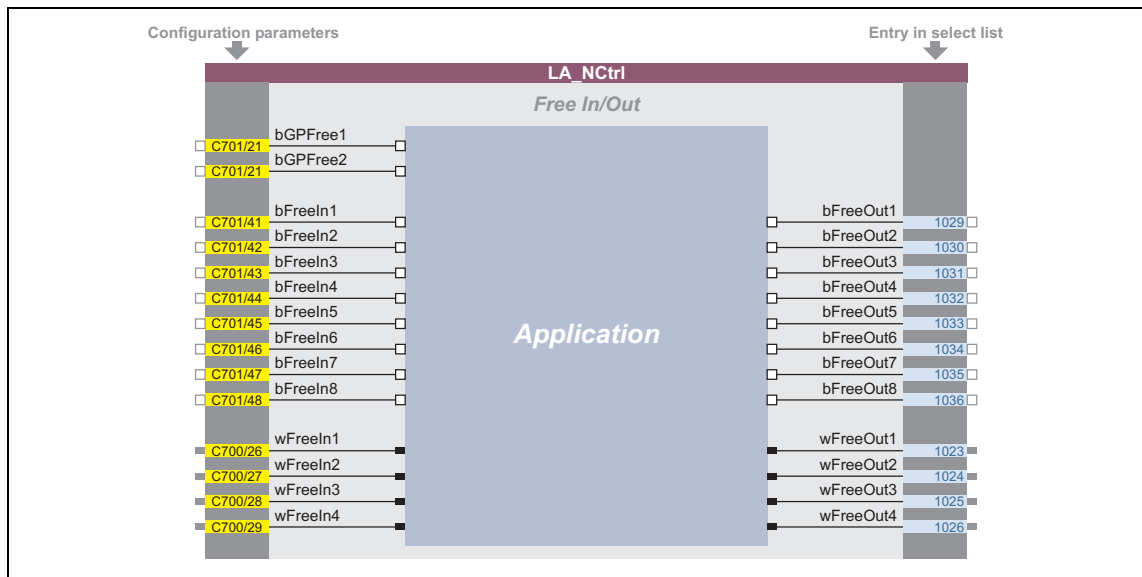 Configuration parameters Entry in select list
LA_NCtrl
Free In/Out
bGPFree1
C701/21
bGPFree2
C701/21
bFreeIn1 bFreeOut1
C701/41 1029
bFreeIn2 bFreeOut2
C701/42 1030
bFreeIn3 bFreeOut3
C701/43 1031
bFreeIn4 bFreeOut4
C701/44 1032
bFreeIn5 bFreeOut5
C701/45 1033
Application
bFreeIn6 bFreeOut6
C701/46 1034
bFreeIn7 bFreeOut7
C701/47 1035
bFreeIn8 bFreeOut8
C701/48 1036
wFreeIn1 wFreeOut1
C700/26 1023
wFreeIn2 wFreeOut2
C700/27 1024
wFreeIn3 wFreeOut3
C700/28 1025
wFreeIn4 wFreeOut4
C700/29 1026